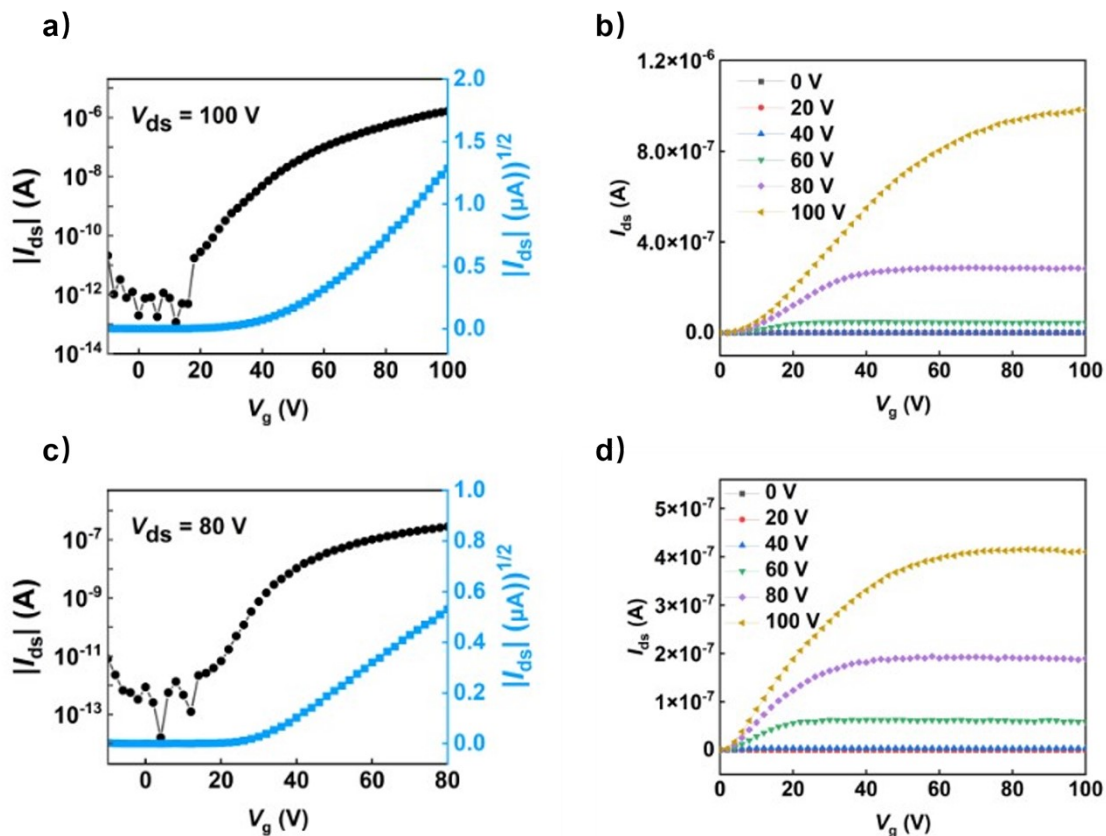 a)
V_ds = 100 V
|I_ds| (A)
10⁻⁶
10⁻⁸
10⁻¹⁰
10⁻¹²
10⁻¹⁴
0 20 40 60 80 100
V_g (V)
2.0
1.5
1.0
0.5
0.0
|I_ds| (μA))^1/2
b)
I_ds (A)
1.2×10⁻⁶
8.0×10⁻⁷
4.0×10⁻⁷
0.0
0 V
20 V
40 V
60 V
80 V
100 V
0 20 40 60 80 100
V_g (V)
c)
V_ds = 80 V
|I_ds| (A)
10⁻⁷
10⁻⁹
10⁻¹¹
10⁻¹³
0 20 40 60 80
V_g (V)
1.0
0.8
0.6
0.4
0.2
0.0
|I_ds| (μA))^1/2
d)
I_ds (A)
5×10⁻⁷
4×10⁻⁷
3×10⁻⁷
2×10⁻⁷
1×10⁻⁷
0
0 V
20 V
40 V
60 V
80 V
100 V
0 20 40 60 80 100
V_g (V)